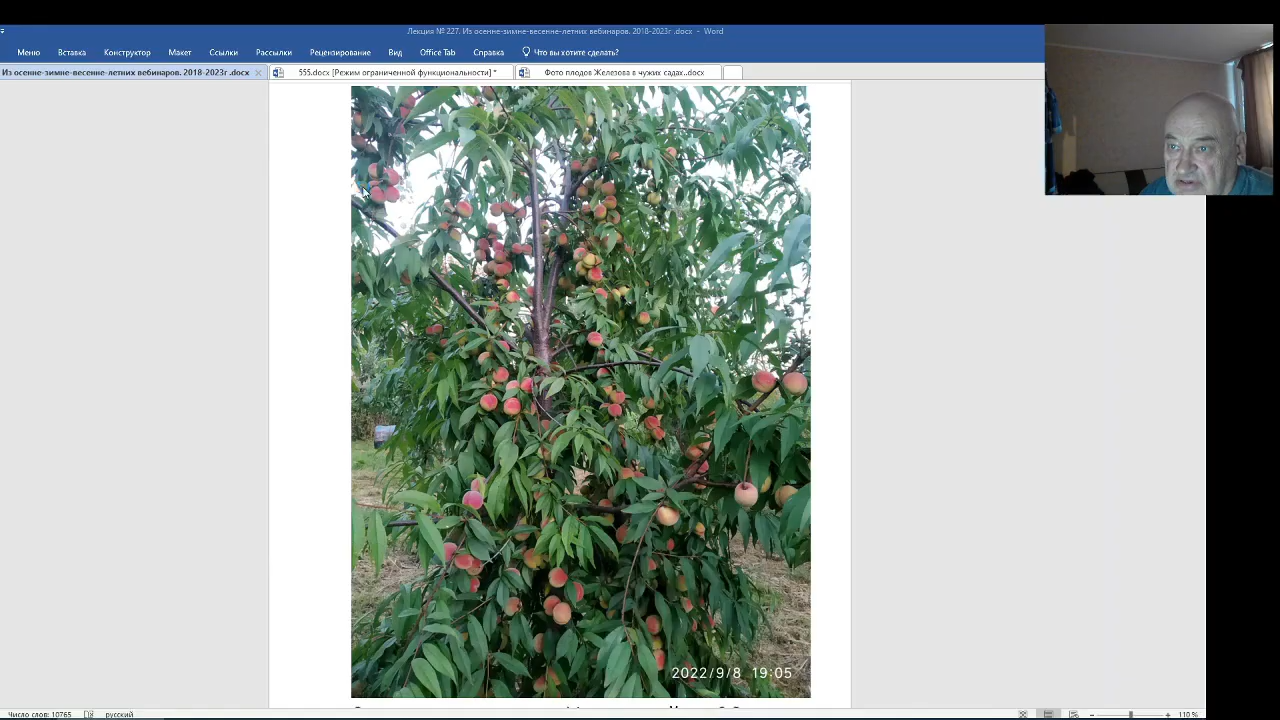 Лекция № 227. Из осенне-зимне-весенне-летних вебинаров. 2018-2023г .docx - Word
Меню Вставка Конструктор Макет Ссылки Рассылки Рецензирование Вид Office Tab Справка Что вы хотите сделать?
Из осенне-зимне-весенне-летних вебинаров. 2018-2023г .docx 555.docx [Режим ограниченной функциональности] * Фото плодов Железова в чужих садах..docx
2022/9/8 19:05
Число слов: 10765 русский 110 %